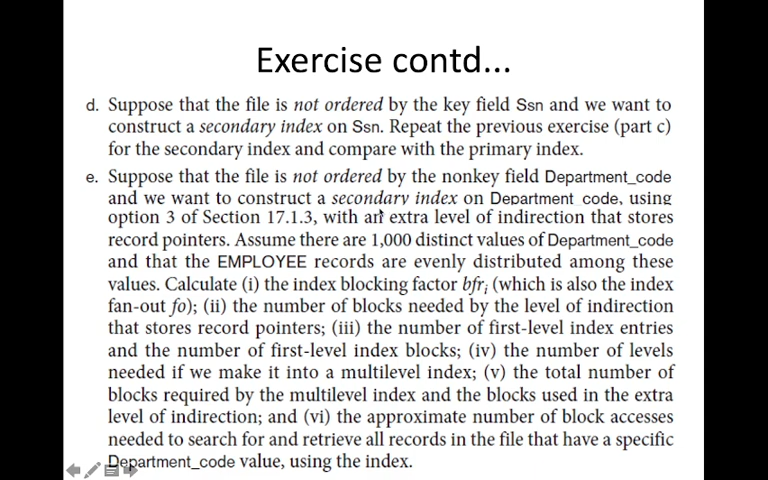 Exercise contd...
d. Suppose that the file is not ordered by the key field Ssn and we want to
construct a secondary index on Ssn. Repeat the previous exercise (part c)
for the secondary index and compare with the primary index.
e. Suppose that the file is not ordered by the nonkey field Department_code
and we want to construct a secondary index on Department_code, using
option 3 of Section 17.1.3, with an extra level of indirection that stores
record pointers. Assume there are 1,000 distinct values of Department_code
and that the EMPLOYEE records are evenly distributed among these
values. Calculate (i) the index blocking factor bfri (which is also the index
fan-out fo); (ii) the number of blocks needed by the level of indirection
that stores record pointers; (iii) the number of first-level index entries
and the number of first-level index blocks; (iv) the number of levels
needed if we make it into a multilevel index; (v) the total number of
blocks required by the multilevel index and the blocks used in the extra
level of indirection; and (vi) the approximate number of block accesses
needed to search for and retrieve all records in the file that have a specific
Department_code value, using the index.